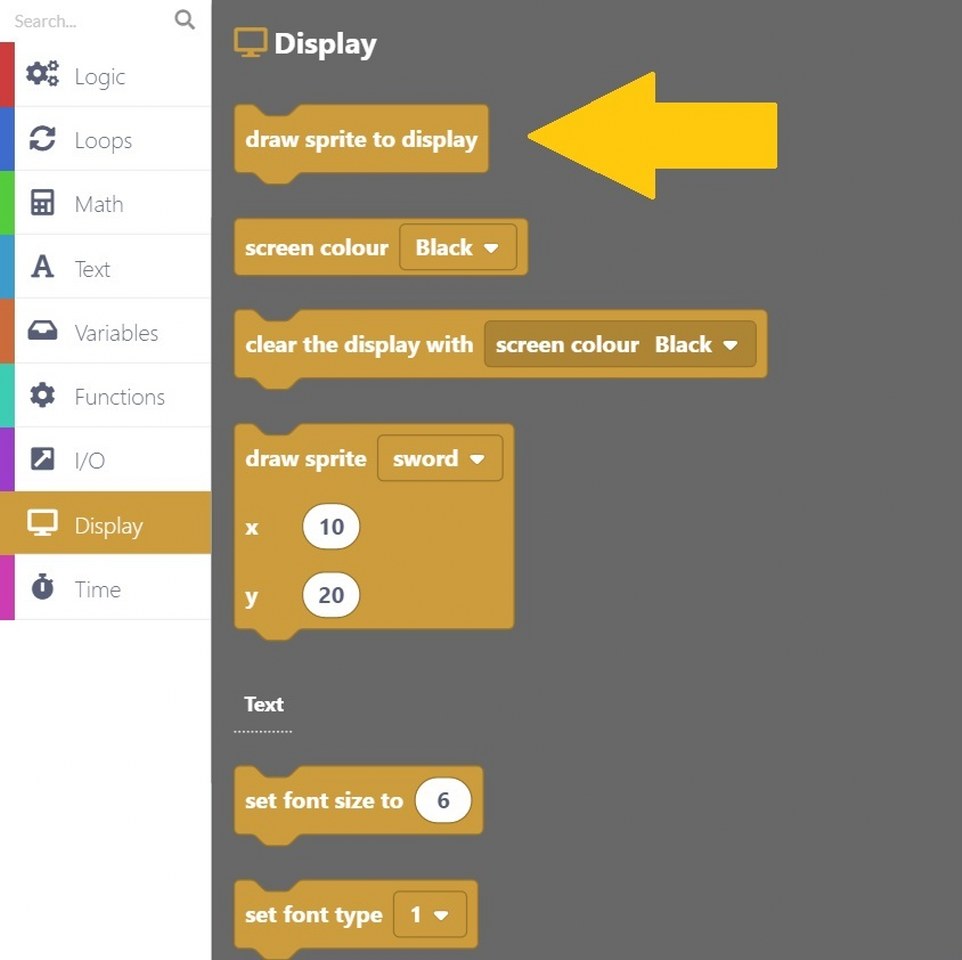 Search...
Logic
Loops
Math
Text
Variables
Functions
I/O
Display
Time
Display
draw sprite to display
screen colour Black
clear the display with screen colour Black
draw sprite sword
x 10
y 20
Text
set font size to 6
set font type 1